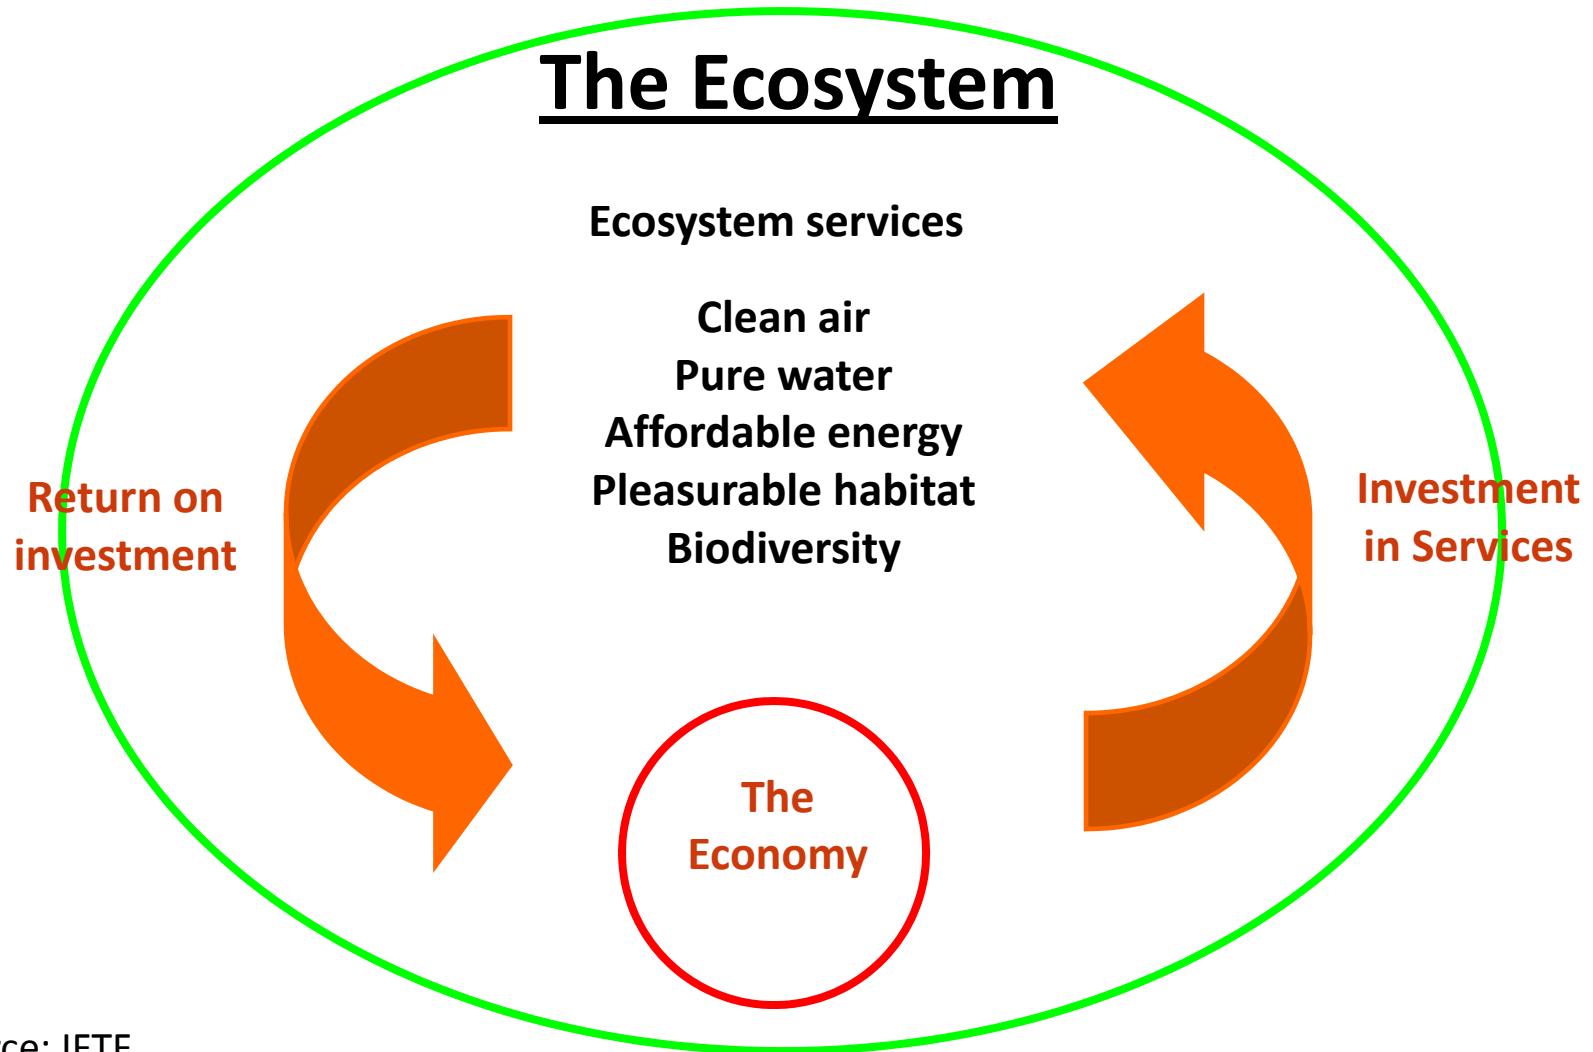 The Ecosystem
Ecosystem services
Clean air
Pure water
Affordable energy
Pleasurable habitat
Biodiversity
Return on
investment
Investment
in Services
The
Economy